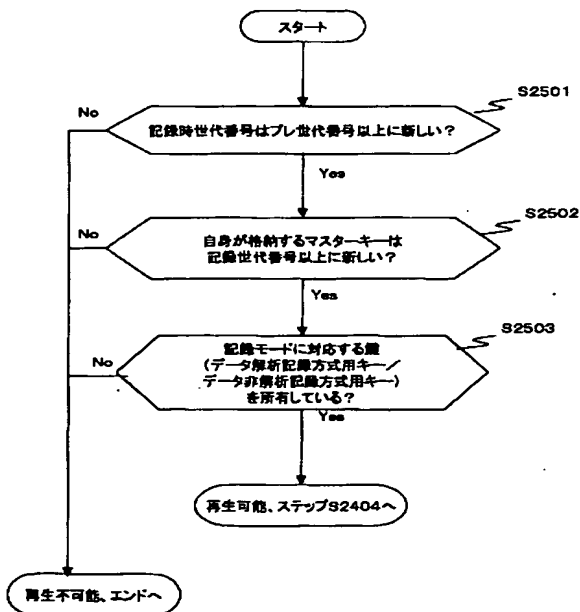 スタート
S2501
No
記録時世代番号はプレ世代番号以上に新しい?
Yes
S2502
No
自身が格納するマスターキーは
記録世代番号以上に新しい?
Yes
S2503
No
記録モードに対応する鍵
(データ解析記録方式用キー/
データ非解析記録方式用キー)
を所有している?
Yes
再生可能、ステップS2404へ
再生不可能、エンドへ